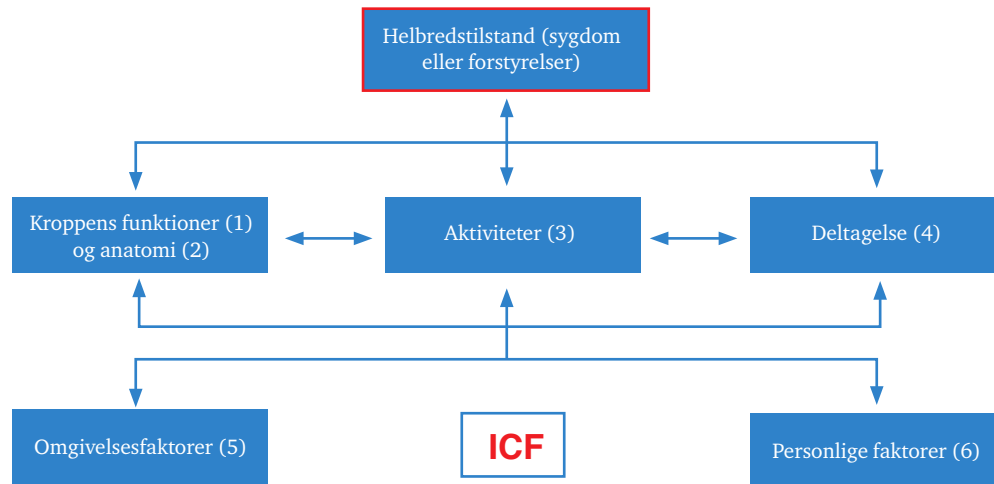 Helbredstilstand (sygdom
eller forstyrelser)
Kroppens funktioner (1)
og anatomi (2)
Aktiviteter (3)
Deltagelse (4)
Omgivelsesfaktorer (5)
ICF
Personlige faktorer (6)